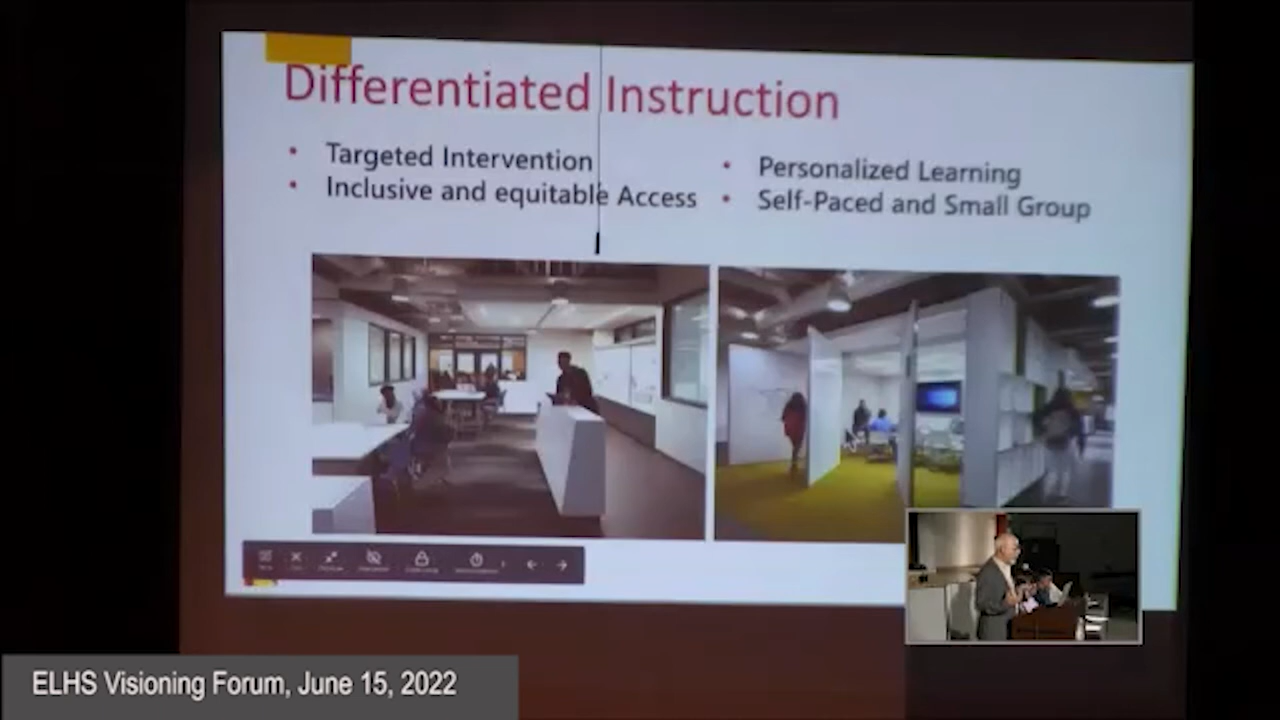 Differentiated Instruction
• Targeted Intervention
• Inclusive and equitable Access
• Personalized Learning
• Self-Paced and Small Group
ELHS Visioning Forum, June 15, 2022